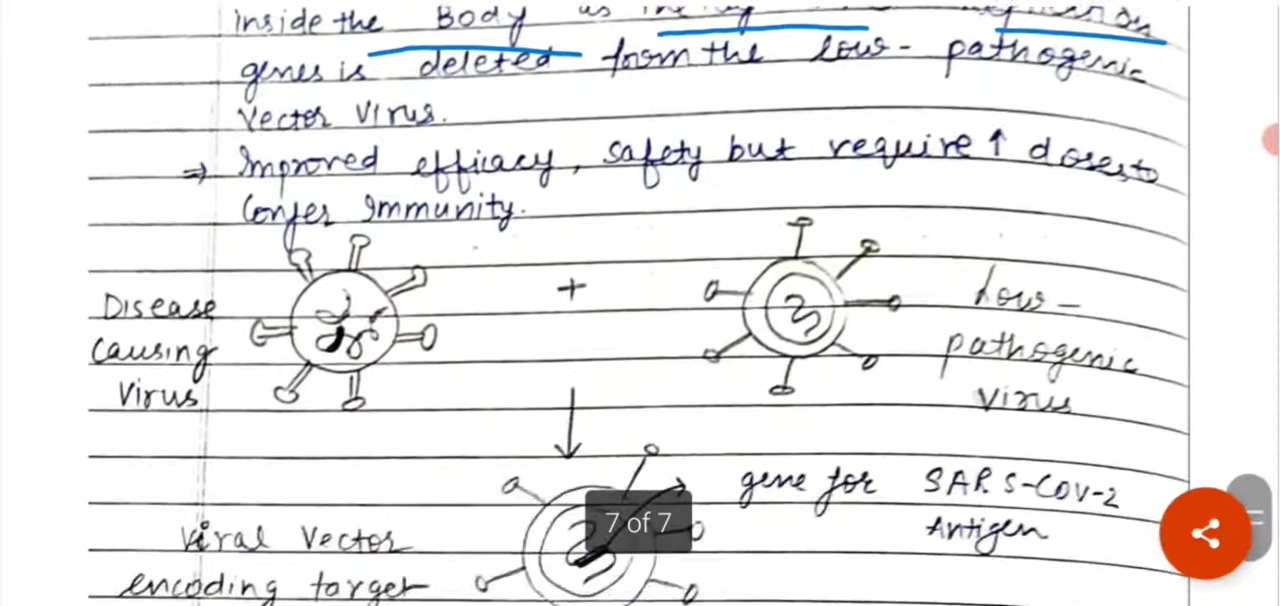 Inside the Body as
genes is deleted from the low- pathogenic
Vector Virus.
⇒ Improved efficacy, safety but require ↑ doses to
Confer Immunity.
Disease
Causing
Virus
+
Low-
pathogenic
Virus
gene for SARS-CoV-2
Antigen
7 of 7
Viral Vector
encoding target